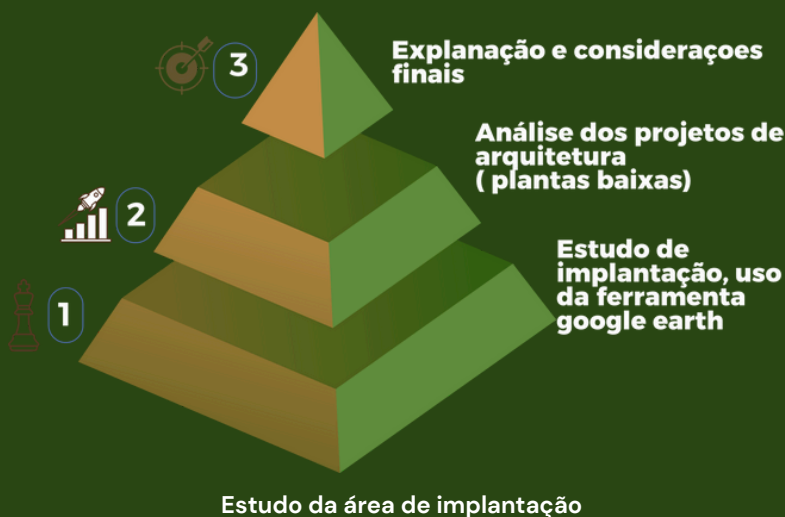 3
Explanação e consideraçoes
finais
Análise dos projetos de
arquitetura
( plantas baixas)
2
Estudo de
implantação, uso
da ferramenta
google earth
1
Estudo da área de implantação